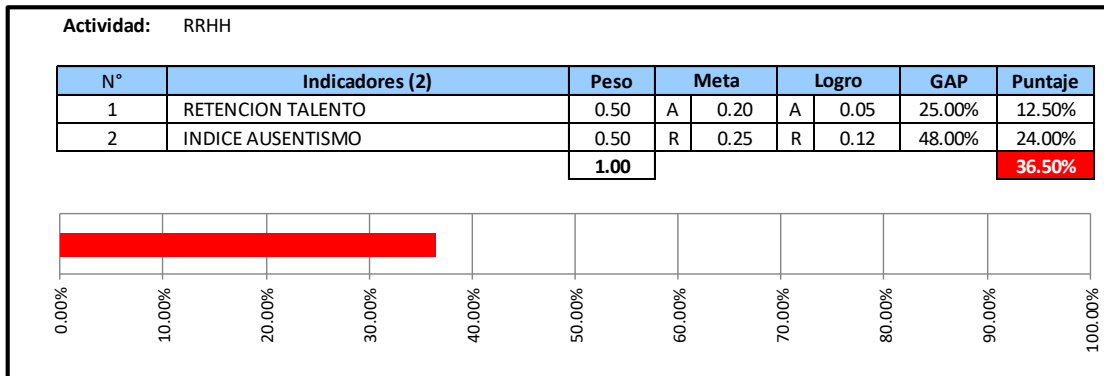 Actividad: RRHH
N° Indicadores (2) Peso Meta Logro GAP Puntaje
1 RETENCION TALENTO 0.50 A 0.20 A 0.05 25.00% 12.50%
2 INDICE AUSENTISMO 0.50 R 0.25 R 0.12 48.00% 24.00%
1.00 36.50%
0.00% 10.00% 20.00% 30.00% 40.00% 50.00% 60.00% 70.00% 80.00% 90.00% 100.00%